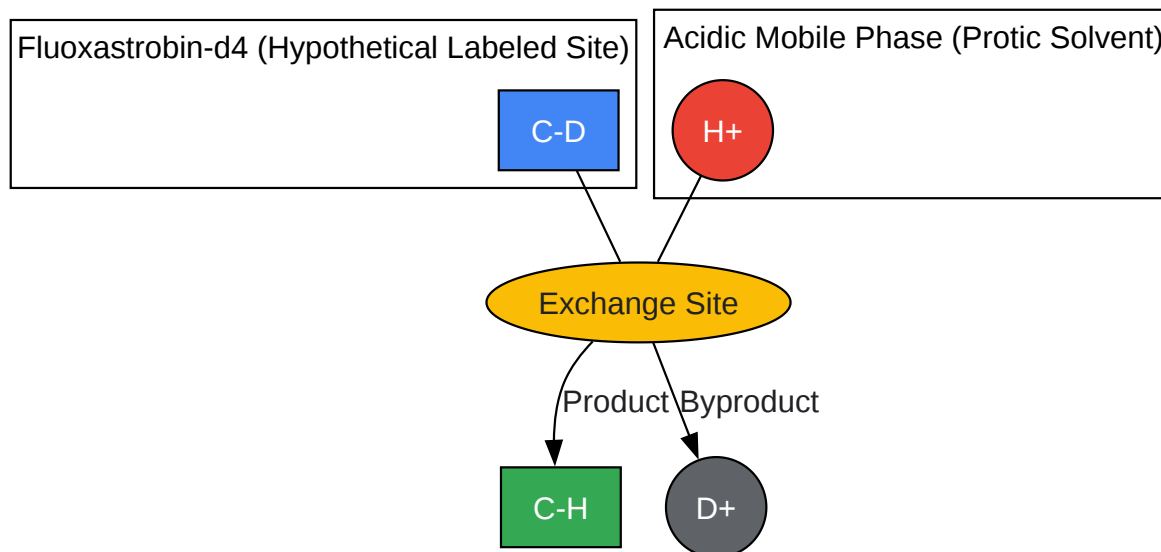 Fluoxastrobin-d4 (Hypothetical Labeled Site)
Acidic Mobile Phase (Protic Solvent)
C-D
H+
Exchange Site
Product
Byproduct
C-H
D+